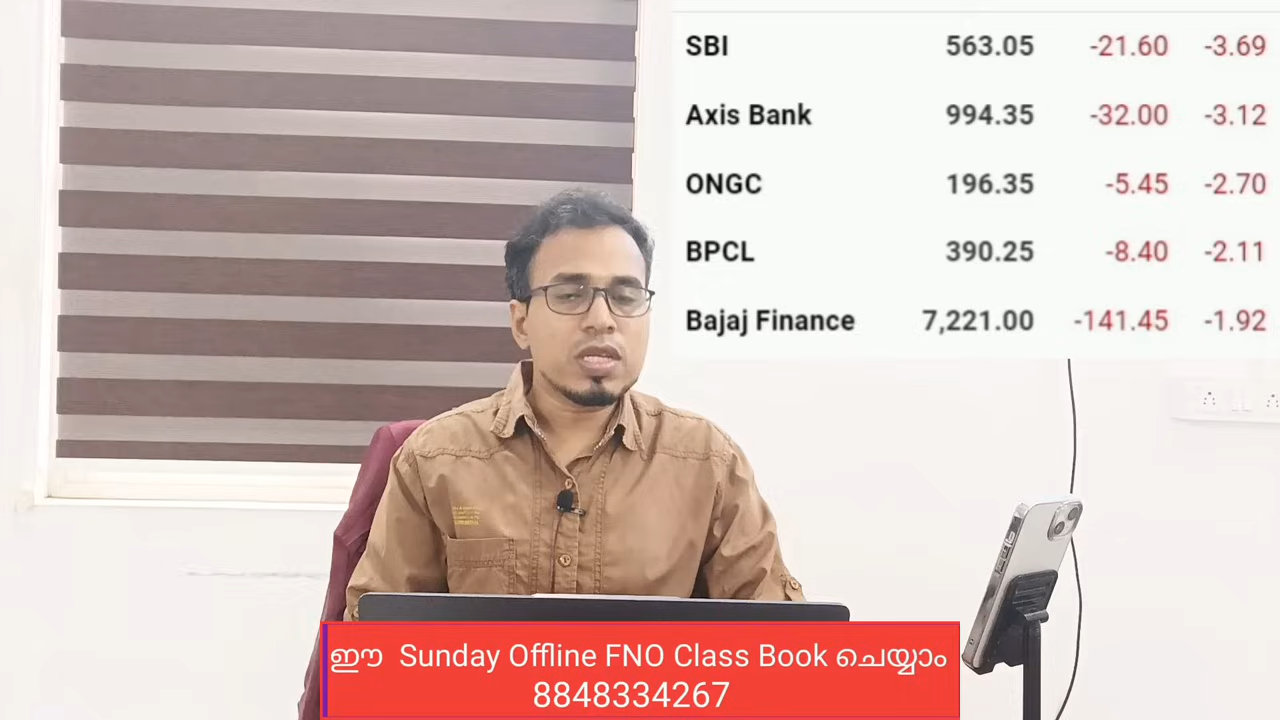 SBI 563.05 -21.60 -3.69
Axis Bank 994.35 -32.00 -3.12
ONGC 196.35 -5.45 -2.70
BPCL 390.25 -8.40 -2.11
Bajaj Finance 7,221.00 -141.45 -1.92
ഈ Sunday Offline FNO Class Book ചെയ്യാം
8848334267